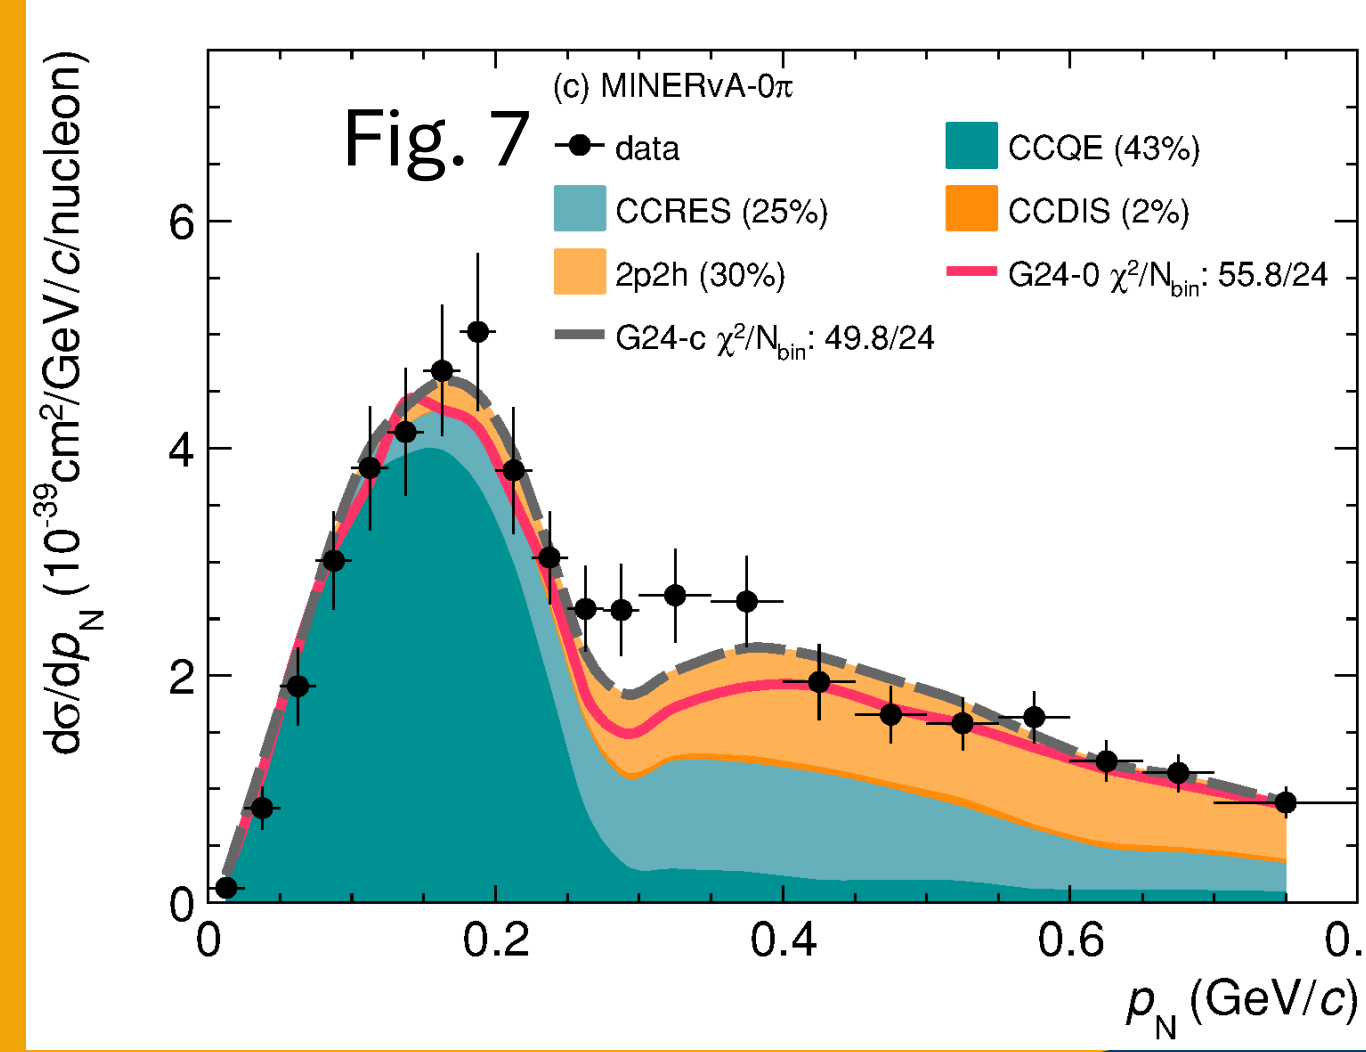 (c) MINERvA-0π
Fig. 7
data
CCQE (43%)
CCRES (25%)
CCDIS (2%)
2p2h (30%)
G24-0 χ²/N_bin: 55.8/24
G24-c χ²/N_bin: 49.8/24
dσ/dp_N (10⁻³⁹cm²/GeV/c/nucleon)
6
4
2
0
0 0.2 0.4 0.6 0.
p_N (GeV/c)